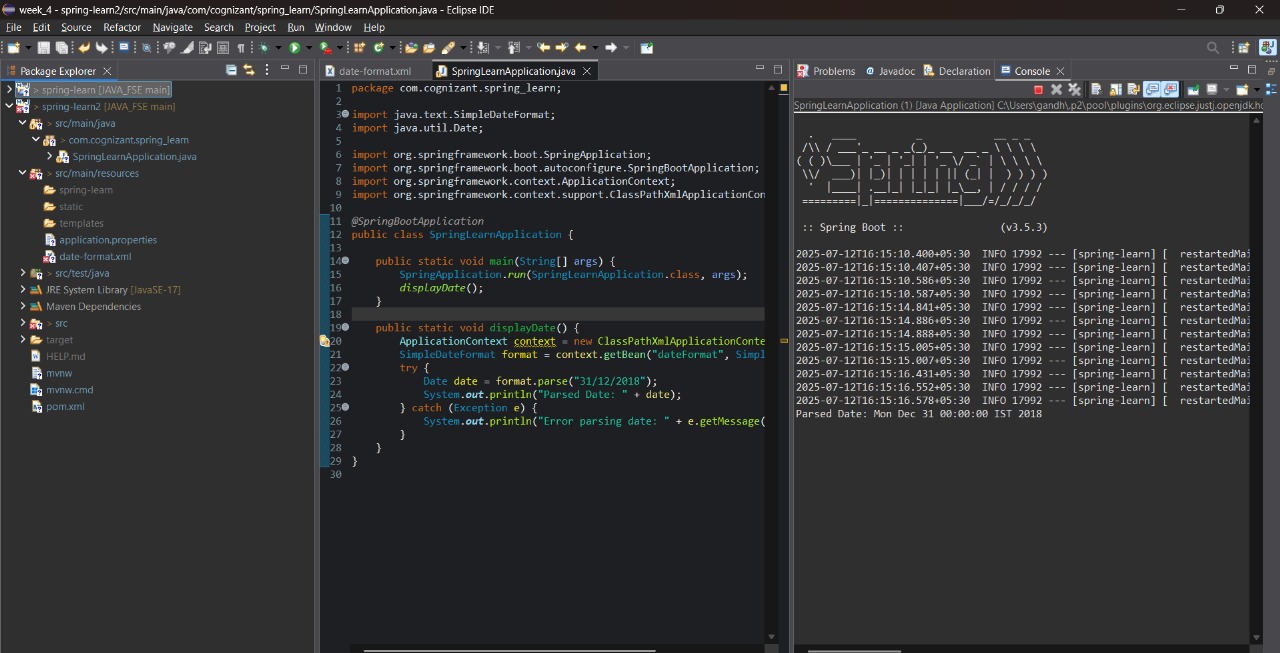 week_4 - spring-learn2/src/main/java/com/cognizant/spring_learn/SpringLearnApplication.java - Eclipse IDE
File Edit Source Refactor Navigate Search Project Run Window Help
Package Explorer
> spring-learn [JAVA_FSE main]
> spring-learn2 [JAVA_FSE main]
> src/main/java
> com.cognizant.spring_learn
> SpringLearnApplication.java
> src/main/resources
spring-learn
static
templates
application.properties
date-format.xml
> src/test/java
JRE System Library [JavaSE-17]
Maven Dependencies
> src
target
HELP.md
mvnw
mvnw.cmd
pom.xml
date-format.xml SpringLearnApplication.java
1 package com.cognizant.spring_learn;
2
3 import java.text.SimpleDateFormat;
4 import java.util.Date;
5
6 import org.springframework.boot.SpringApplication;
7 import org.springframework.boot.autoconfigure.SpringBootApplication;
8 import org.springframework.context.ApplicationContext;
9 import org.springframework.context.support.ClassPathXmlApplicationCon
10
11 @SpringBootApplication
12 public class SpringLearnApplication {
13
14 public static void main(String[] args) {
15 SpringApplication.run(SpringLearnApplication.class, args);
16 displayDate();
17 }
18
19 public static void displayDate() {
20 ApplicationContext context = new ClassPathXmlApplicationConte
21 SimpleDateFormat format = context.getBean("dateFormat", Simpl
22 try {
23 Date date = format.parse("31/12/2018");
24 System.out.println("Parsed Date: " + date);
25 } catch (Exception e) {
26 System.out.println("Error parsing date: " + e.getMessage(
27 }
28 }
29 }
30
Problems Javadoc Declaration Console
SpringLearnApplication (1) [Java Application] C:\Users\gandh\.p2\pool\plugins\org.eclipse.justj.openjdk.ho
:: Spring Boot :: (v3.5.3)
2025-07-12T16:15:10.400+05:30 INFO 17992 --- [spring-learn] [ restartedMai
2025-07-12T16:15:10.407+05:30 INFO 17992 --- [spring-learn] [ restartedMai
2025-07-12T16:15:10.586+05:30 INFO 17992 --- [spring-learn] [ restartedMai
2025-07-12T16:15:10.587+05:30 INFO 17992 --- [spring-learn] [ restartedMai
2025-07-12T16:15:14.841+05:30 INFO 17992 --- [spring-learn] [ restartedMai
2025-07-12T16:15:14.886+05:30 INFO 17992 --- [spring-learn] [ restartedMai
2025-07-12T16:15:14.888+05:30 INFO 17992 --- [spring-learn] [ restartedMai
2025-07-12T16:15:15.005+05:30 INFO 17992 --- [spring-learn] [ restartedMai
2025-07-12T16:15:15.007+05:30 INFO 17992 --- [spring-learn] [ restartedMai
2025-07-12T16:15:16.431+05:30 INFO 17992 --- [spring-learn] [ restartedMai
2025-07-12T16:15:16.552+05:30 INFO 17992 --- [spring-learn] [ restartedMai
2025-07-12T16:15:16.578+05:30 INFO 17992 --- [spring-learn] [ restartedMai
Parsed Date: Mon Dec 31 00:00:00 IST 2018